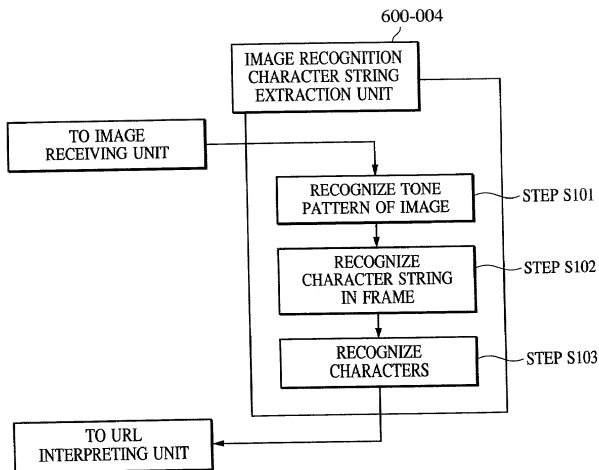 600-004
IMAGE RECOGNITION
CHARACTER STRING
EXTRACTION UNIT
TO IMAGE
RECEIVING UNIT
RECOGNIZE TONE
PATTERN OF IMAGE
STEP S101
RECOGNIZE
CHARACTER STRING
IN FRAME
STEP S102
RECOGNIZE
CHARACTERS
STEP S103
TO URL
INTERPRETING UNIT